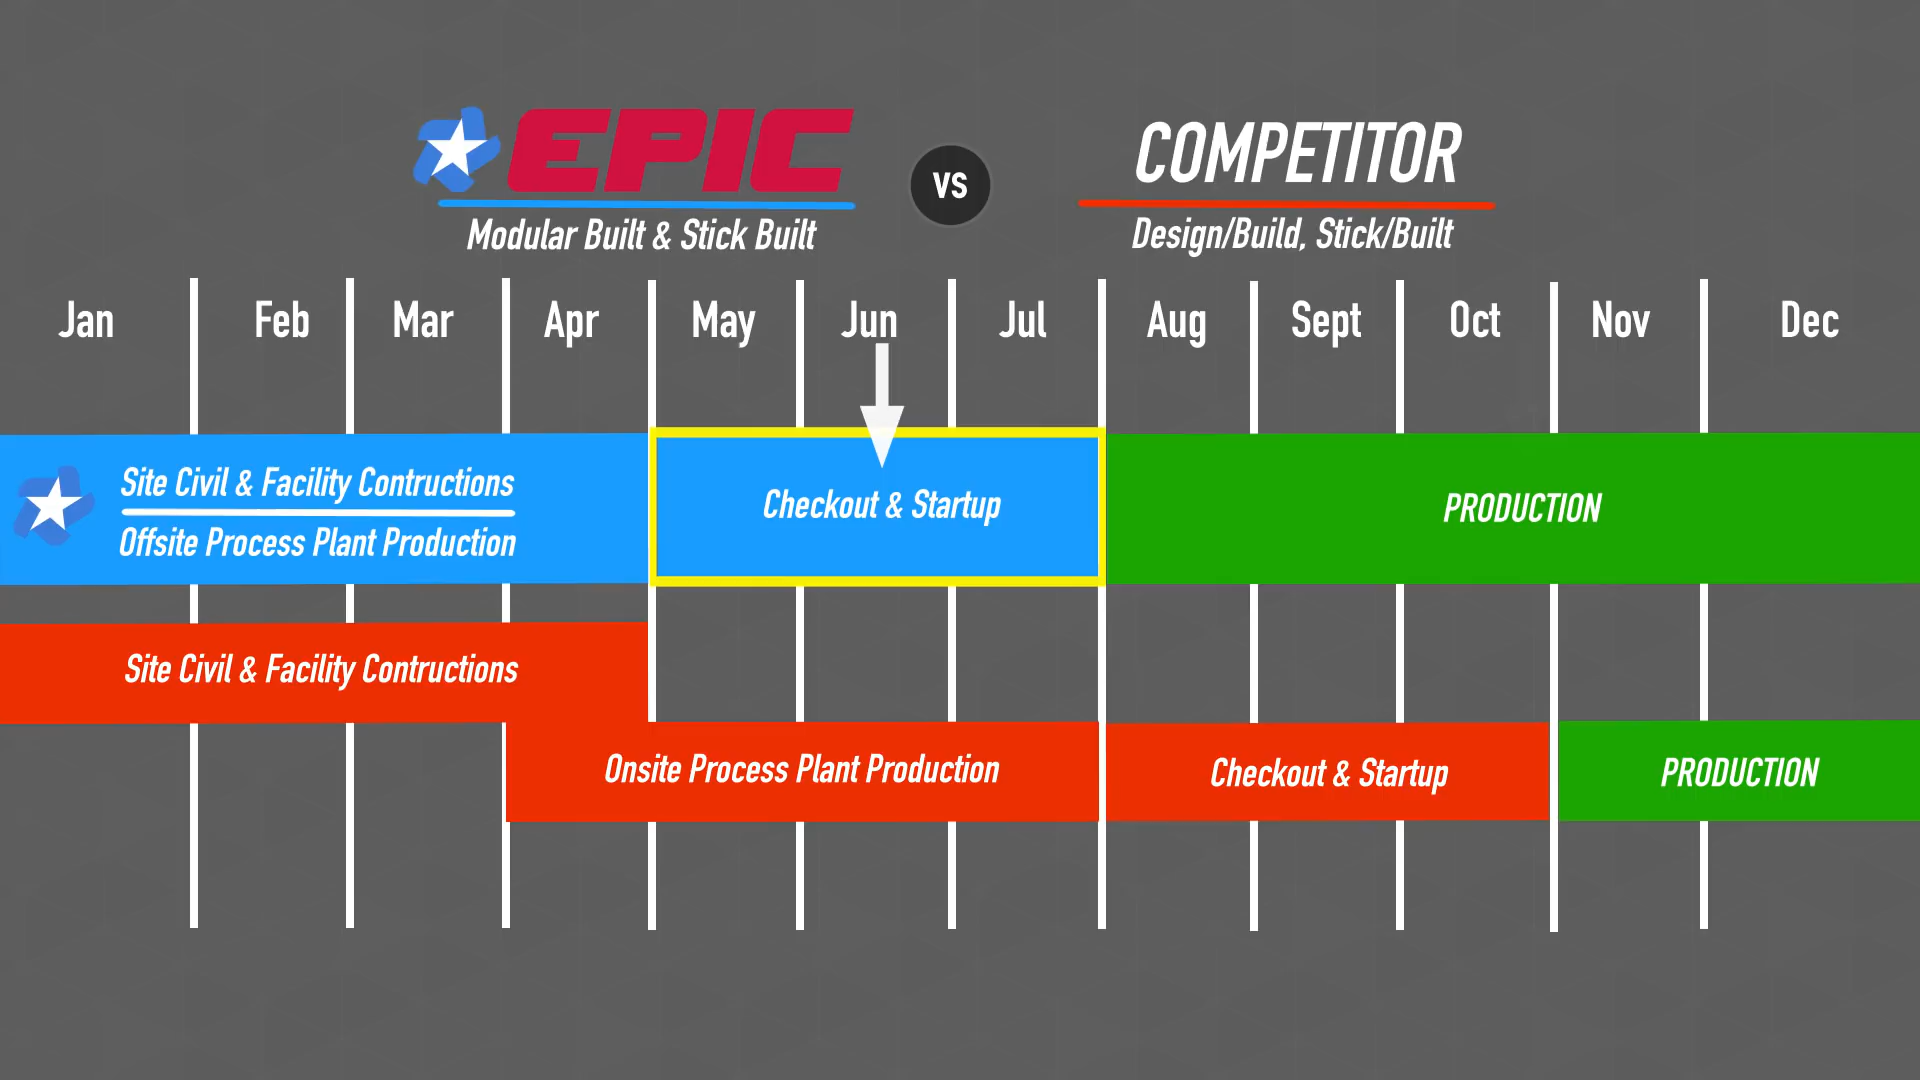 EPIC
Modular Built & Stick Built
VS
COMPETITOR
Design/Build, Stick/Built
Jan Feb Mar Apr May Jun Jul Aug Sept Oct Nov Dec
Site Civil & Facility Contructions
Offsite Process Plant Production
Checkout & Startup
PRODUCTION
Site Civil & Facility Contructions
Onsite Process Plant Production
Checkout & Startup
PRODUCTION